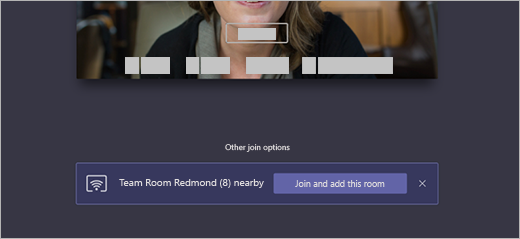 Other join options
Team Room Redmond (8) nearby
Join and add this room